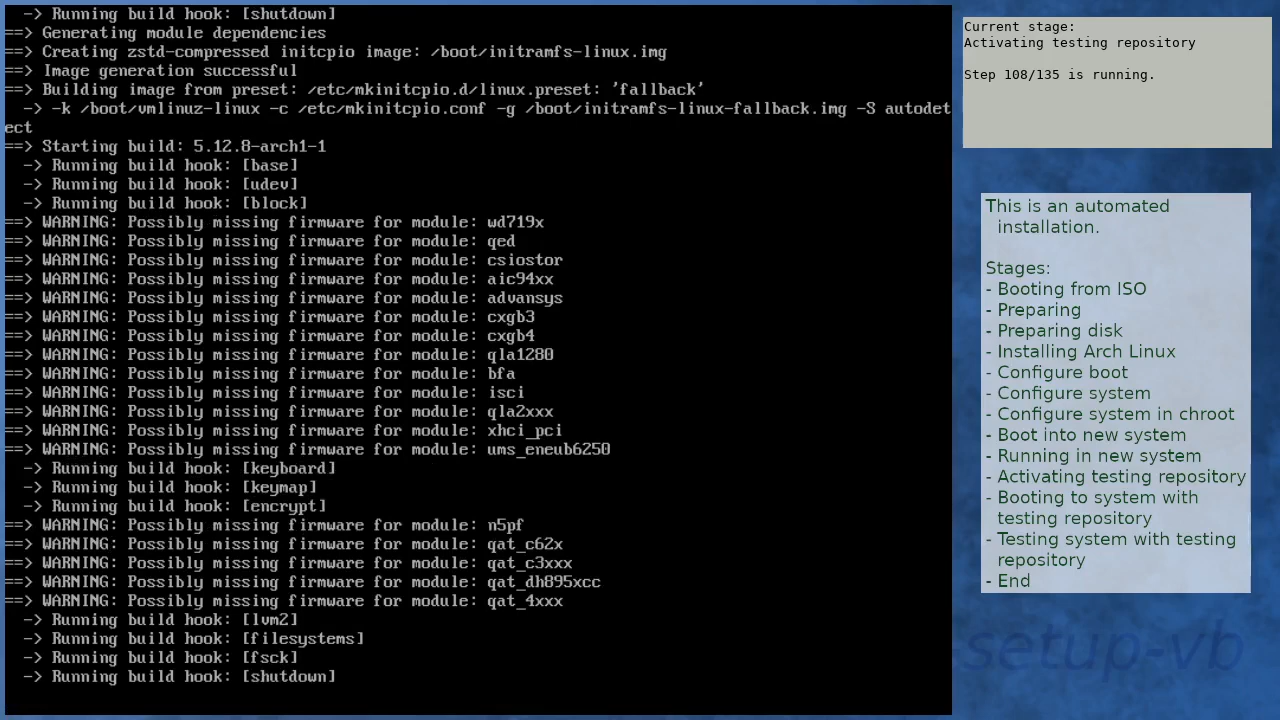 -> Running build hook: [shutdown]
==> Generating module dependencies
==> Creating zstd-compressed initcpio image: /boot/initramfs-linux.img
==> Image generation successful
==> Building image from preset: /etc/mkinitcpio.d/linux.preset: 'fallback'
  -> -k /boot/vmlinuz-linux -c /etc/mkinitcpio.conf -g /boot/initramfs-linux-fallback.img -S autodet
ect
==> Starting build: 5.12.8-arch1-1
  -> Running build hook: [base]
  -> Running build hook: [udev]
  -> Running build hook: [block]
==> WARNING: Possibly missing firmware for module: wd719x
==> WARNING: Possibly missing firmware for module: qed
==> WARNING: Possibly missing firmware for module: csiostor
==> WARNING: Possibly missing firmware for module: aic94xx
==> WARNING: Possibly missing firmware for module: advansys
==> WARNING: Possibly missing firmware for module: cxgb3
==> WARNING: Possibly missing firmware for module: cxgb4
==> WARNING: Possibly missing firmware for module: qla1280
==> WARNING: Possibly missing firmware for module: bfa
==> WARNING: Possibly missing firmware for module: isci
==> WARNING: Possibly missing firmware for module: qla2xxx
==> WARNING: Possibly missing firmware for module: xhci_pci
==> WARNING: Possibly missing firmware for module: ums_eneub6250
  -> Running build hook: [keyboard]
  -> Running build hook: [keymap]
  -> Running build hook: [encrypt]
==> WARNING: Possibly missing firmware for module: n5pf
==> WARNING: Possibly missing firmware for module: qat_c62x
==> WARNING: Possibly missing firmware for module: qat_c3xxx
==> WARNING: Possibly missing firmware for module: qat_dh895xcc
==> WARNING: Possibly missing firmware for module: qat_4xxx
  -> Running build hook: [lvm2]
  -> Running build hook: [filesystems]
  -> Running build hook: [fsck]
  -> Running build hook: [shutdown]
Current stage:
Activating testing repository
Step 108/135 is running.
This is an automated
installation.
Stages:
- Booting from ISO
- Preparing
- Preparing disk
- Installing Arch Linux
- Configure boot
- Configure system
- Configure system in chroot
- Boot into new system
- Running in new system
- Activating testing repository
- Booting to system with
testing repository
- Testing system with testing
repository
- End
setup-vb